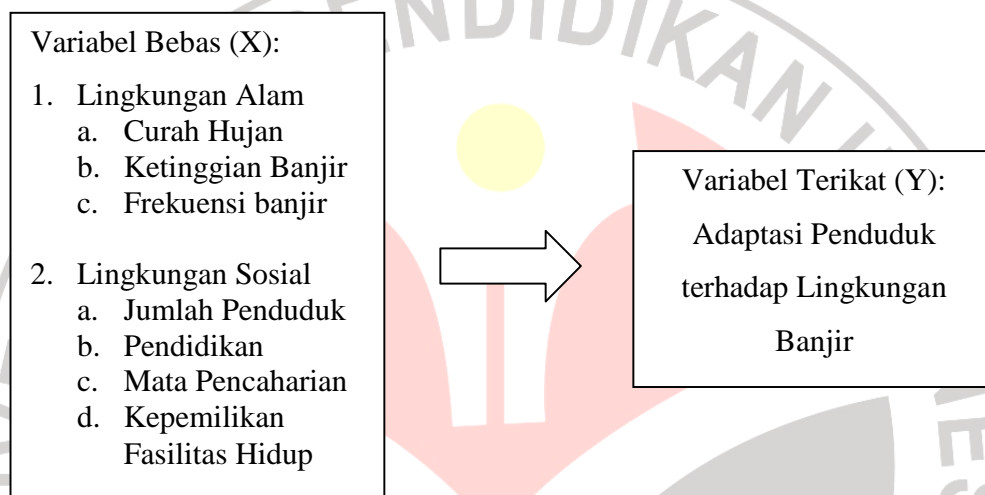 Variabel Bebas (X):
1. Lingkungan Alam
a. Curah Hujan
b. Ketinggian Banjir
c. Frekuensi banjir
2. Lingkungan Sosial
a. Jumlah Penduduk
b. Pendidikan
c. Mata Pencaharian
d. Kepemilikan
Fasilitas Hidup
Variabel Terikat (Y):
Adaptasi Penduduk
terhadap Lingkungan
Banjir